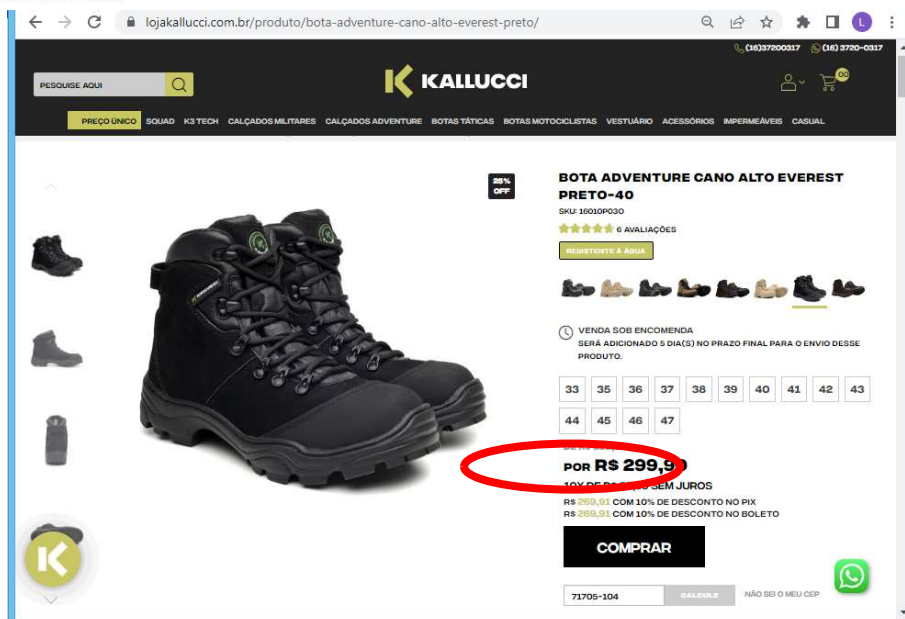 lojakallucci.com.br/produto/bota-adventure-cano-alto-everest-preto/
L
(16)37200317 (16) 3720-0317
PESQUISE AQUI
KALLUCCI
00
PREÇO ÚNICO SQUAD K3 TECH CALÇADOS MILITARES CALÇADOS ADVENTURE BOTAS TÁTICAS BOTAS MOTOCICLISTAS VESTUÁRIO ACESSÓRIOS IMPERMEÁVEIS CASUAL
25%
OFF
BOTA ADVENTURE CANO ALTO EVEREST
PRETO-40
SKU: 16010P030
6 AVALIAÇÕES
RESISTENTE À ÁGUA
VENDA SOB ENCOMENDA
SERÁ ADICIONADO 5 DIA(S) NO PRAZO FINAL PARA O ENVIO DESSE
PRODUTO.
33 35 36 37 38 39 40 41 42 43
44 45 46 47
POR R$ 299,90
10X DE R$ SEM JUROS
R$ 269,91 COM 10% DE DESCONTO NO PIX
R$ 269,91 COM 10% DE DESCONTO NO BOLETO
COMPRAR
71705-104 CALCULE NÃO SEI O MEU CEP